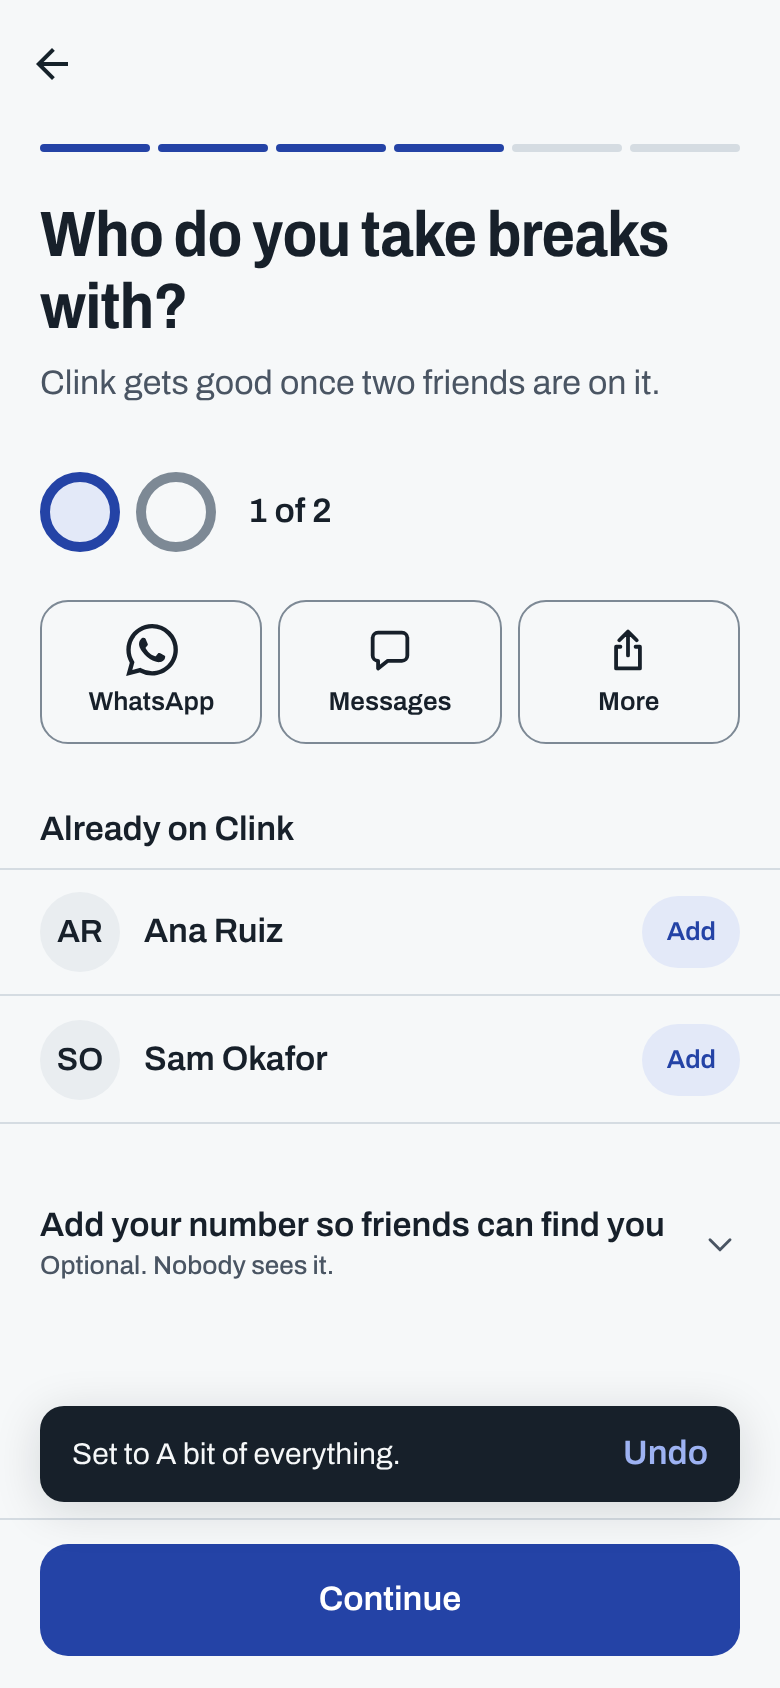 Who do you take breaks
with?
Clink gets good once two friends are on it.
1 of 2
WhatsApp
Messages
More
Already on Clink
AR
Ana Ruiz
Add
SO
Sam Okafor
Add
Add your number so friends can find you
Optional. Nobody sees it.
Set to A bit of everything.
Undo
Continue